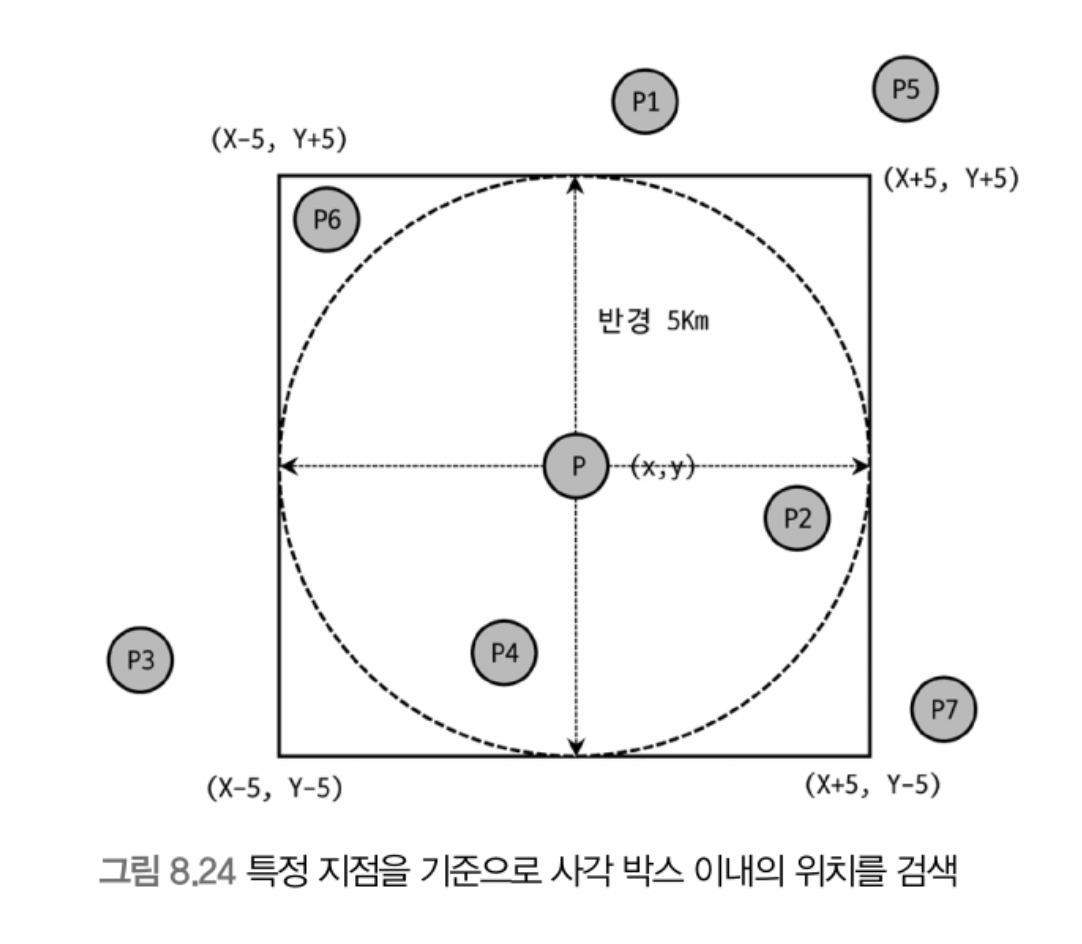 P1
P5
(X-5, Y+5)
(X+5, Y+5)
P6
반경 5Km
P
(x,y)
P2
P3
P4
P7
(X-5, Y-5)
(X+5, Y-5)
그림 8.24 특정 지점을 기준으로 사각 박스 이내의 위치를 검색